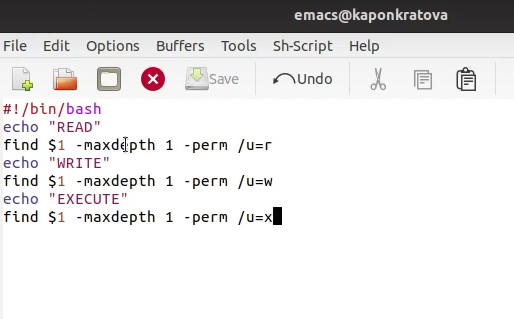 emacs@kaponkratova
File Edit Options Buffers Tools Sh-Script Help
Save Undo
#!/bin/bash
echo "READ"
find $1 -maxdepth 1 -perm /u=r
echo "WRITE"
find $1 -maxdepth 1 -perm /u=w
echo "EXECUTE"
find $1 -maxdepth 1 -perm /u=x